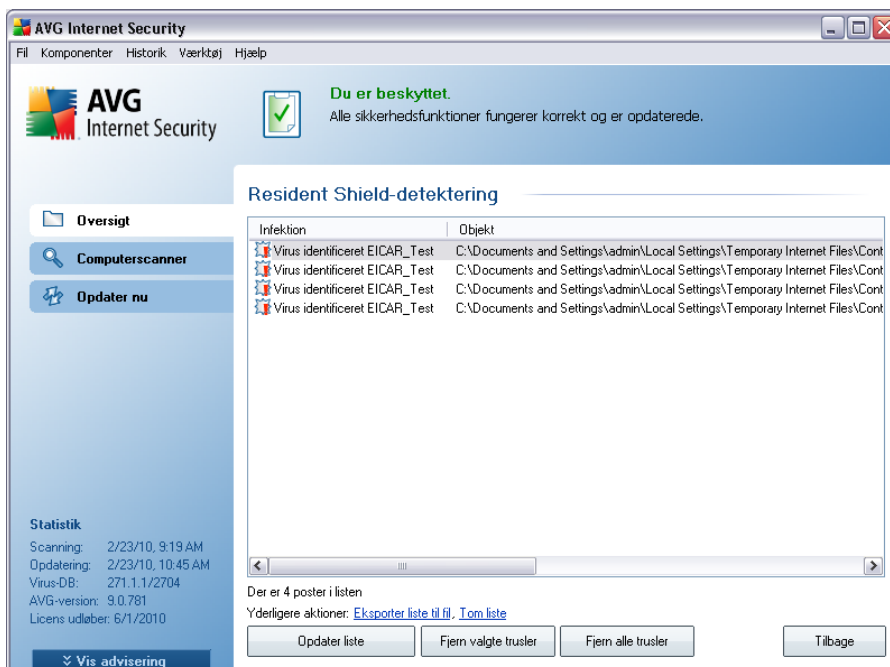 AVG Internet Security
Fil Komponenter Historik Værktøj Hjælp
AVG
Internet Security
Du er beskyttet.
Alle sikkerhedsfunktioner fungerer korrekt og er opdaterede.
Oversigt
Computerscanner
Opdater nu
Resident Shield-detektering
Infektion Objekt
Virus identificeret EICAR_Test C:\Documents and Settings\admin\Local Settings\Temporary Internet Files\Cont
Virus identificeret EICAR_Test C:\Documents and Settings\admin\Local Settings\Temporary Internet Files\Cont
Virus identificeret EICAR_Test C:\Documents and Settings\admin\Local Settings\Temporary Internet Files\Cont
Virus identificeret EICAR_Test C:\Documents and Settings\admin\Local Settings\Temporary Internet Files\Cont
Statistik
Scanning: 2/23/10, 9:19 AM
Opdatering: 2/23/10, 10:45 AM
Virus-DB: 271.1.1/2704
AVG-version: 9.0.781
Licens udløber: 6/1/2010
Vis advisering
Der er 4 poster i listen
Yderligere aktioner: Eksporter liste til fil, Tom liste
Opdater liste Fjern valgte trusler Fjern alle trusler Tilbage